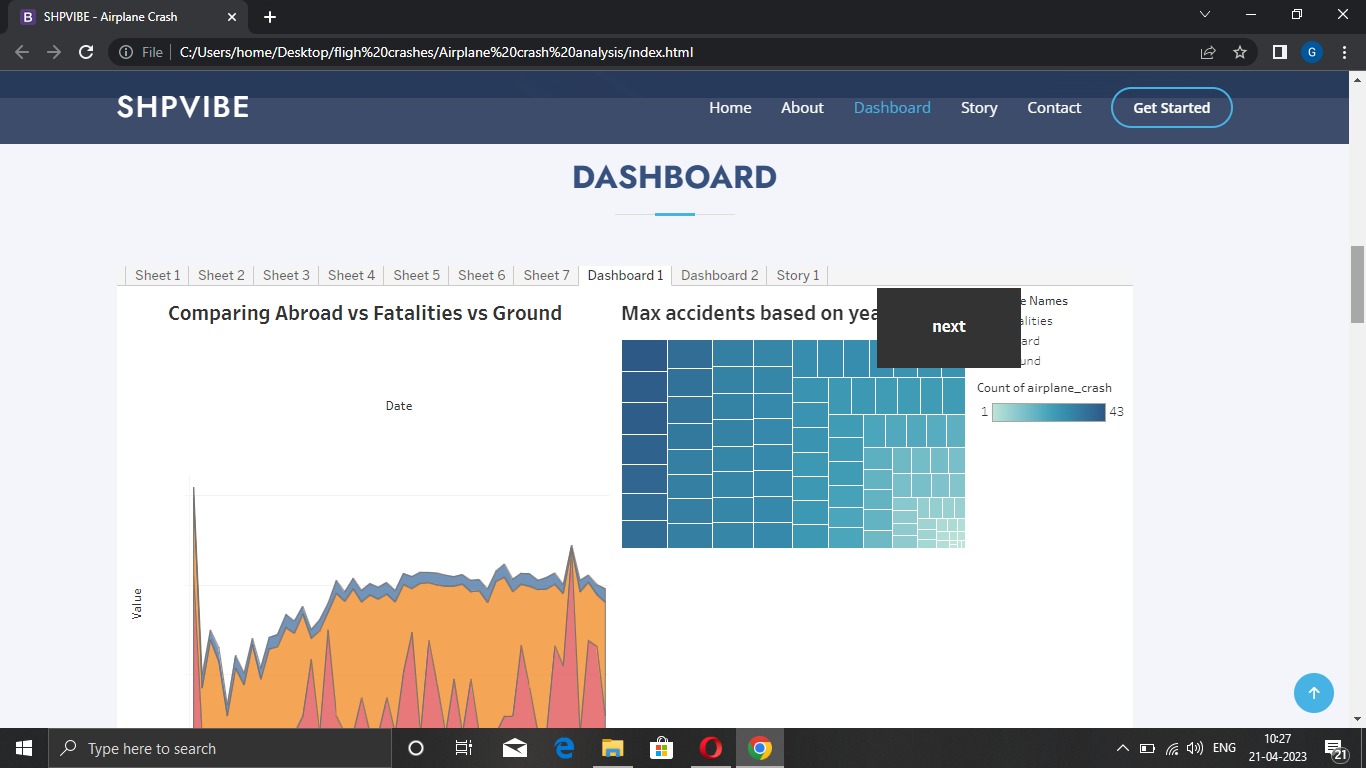 SHPVIBE - Airplane Crash
File
C:/Users/home/Desktop/fligh%20crashes/Airplane%20crash%20analysis/index.html
G
SHPVIBE
Home About Dashboard Story Contact Get Started
DASHBOARD
Sheet 1 Sheet 2 Sheet 3 Sheet 4 Sheet 5 Sheet 6 Sheet 7 Dashboard 1 Dashboard 2 Story 1
Comparing Abroad vs Fatalities vs Ground
Date
Value
Max accidents based on yea
next
e Names
alities
ard
und
Count of airplane_crash
1 43
Type here to search
ENG
10:27
21-04-2023
21